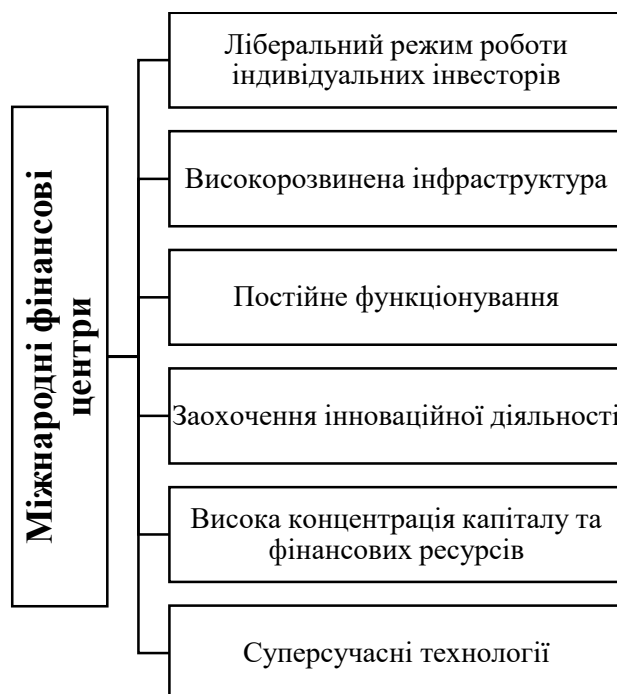 Міжнародні фінансові
центри
Ліберальний режим роботи
індивідуальних інвесторів
Високорозвинена інфраструктура
Постійне функціонування
Заохочення інноваційної діяльності
Висока концентрація капіталу та
фінансових ресурсів
Суперсучасні технології